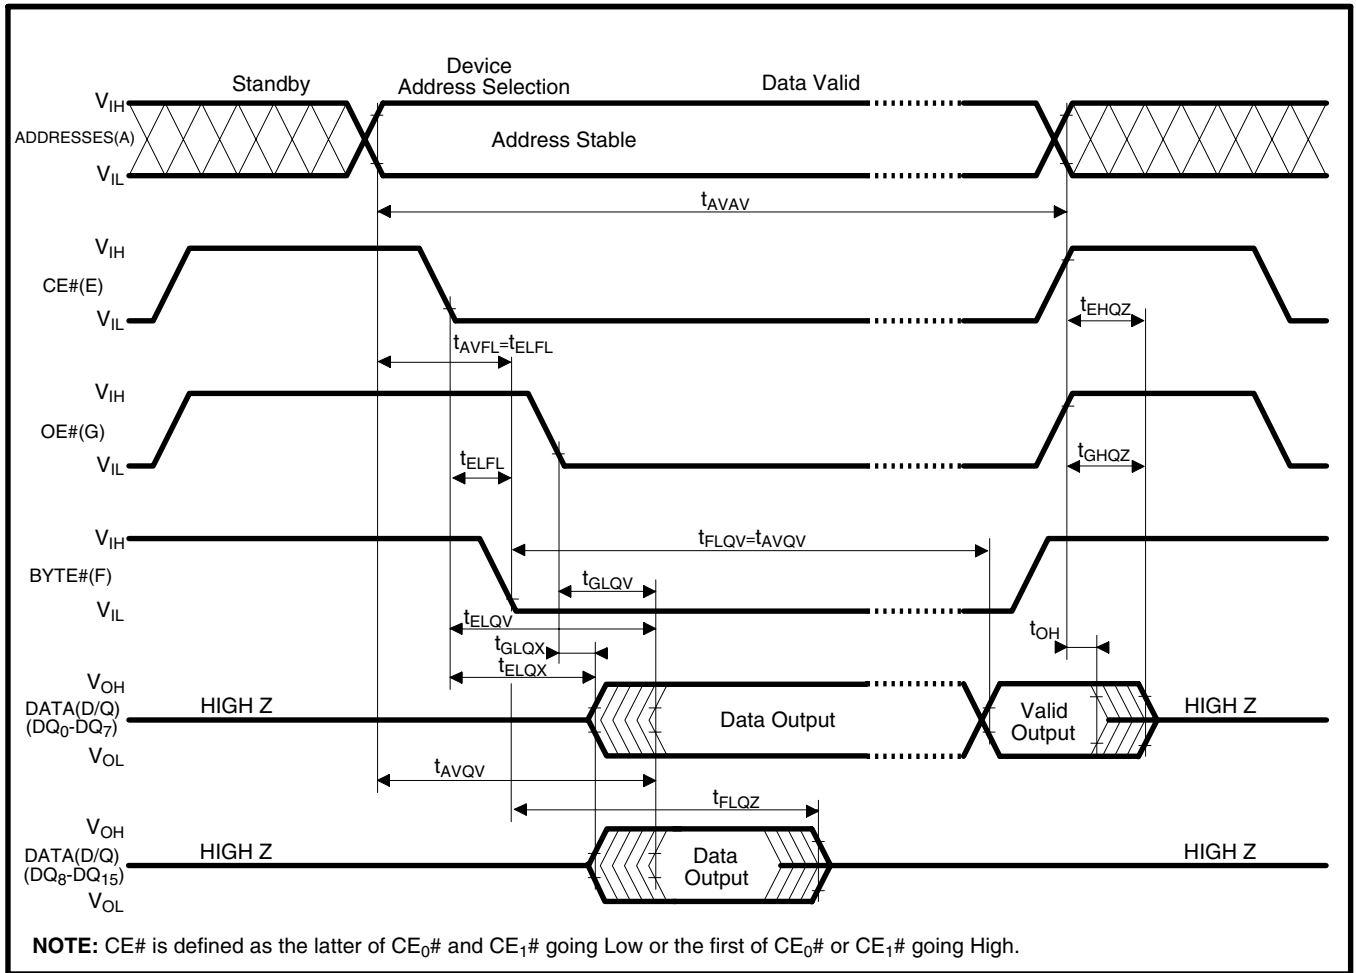 Standby
Device
Address Selection
Data Valid
VIH
ADDRESSES(A)
Address Stable
VIL
tAVAV
VIH
CE#(E)
VIL
tEHQZ
tAVFL=tELFL
VIH
OE#(G)
VIL
tELFL
tGHQZ
VIH
tFLQV=tAVQV
BYTE#(F)
tGLQV
VIL
tELQV
tOH
tGLQX
tELQX
VOH
DATA(D/Q)
(DQ0-DQ7)
HIGH Z
Data Output
Valid
Output
HIGH Z
VOL
tAVQV
tFLQZ
VOH
DATA(D/Q)
(DQ8-DQ15)
HIGH Z
Data
Output
HIGH Z
VOL
NOTE: CE# is defined as the latter of CE0# and CE1# going Low or the first of CE0# or CE1# going High.